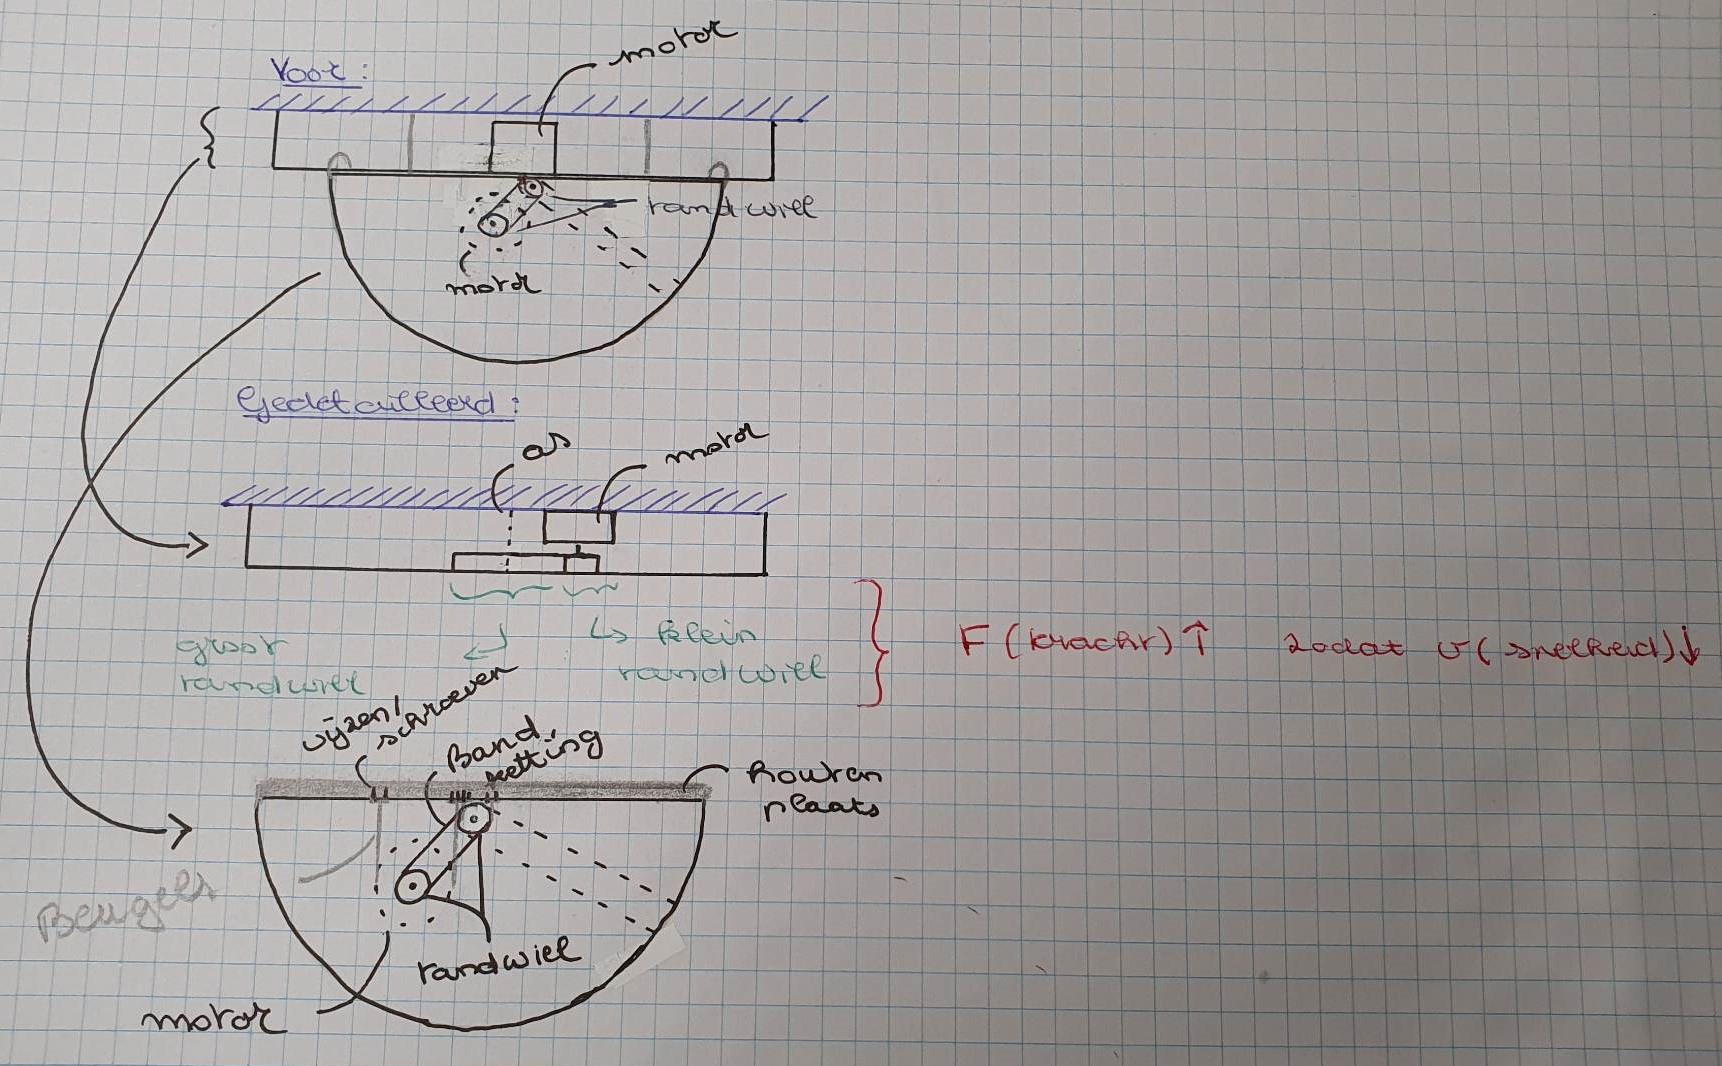 Voor:
motor
randwiel
motor
Gedetailleerd:
as
motor
groot
randwiel
klein
randwiel
F (kracht) ↑ zodat v (snelheid) ↓
vijzen/
schroeven
Band,
ketting
houten
plaats
Beugels
randwiel
motor